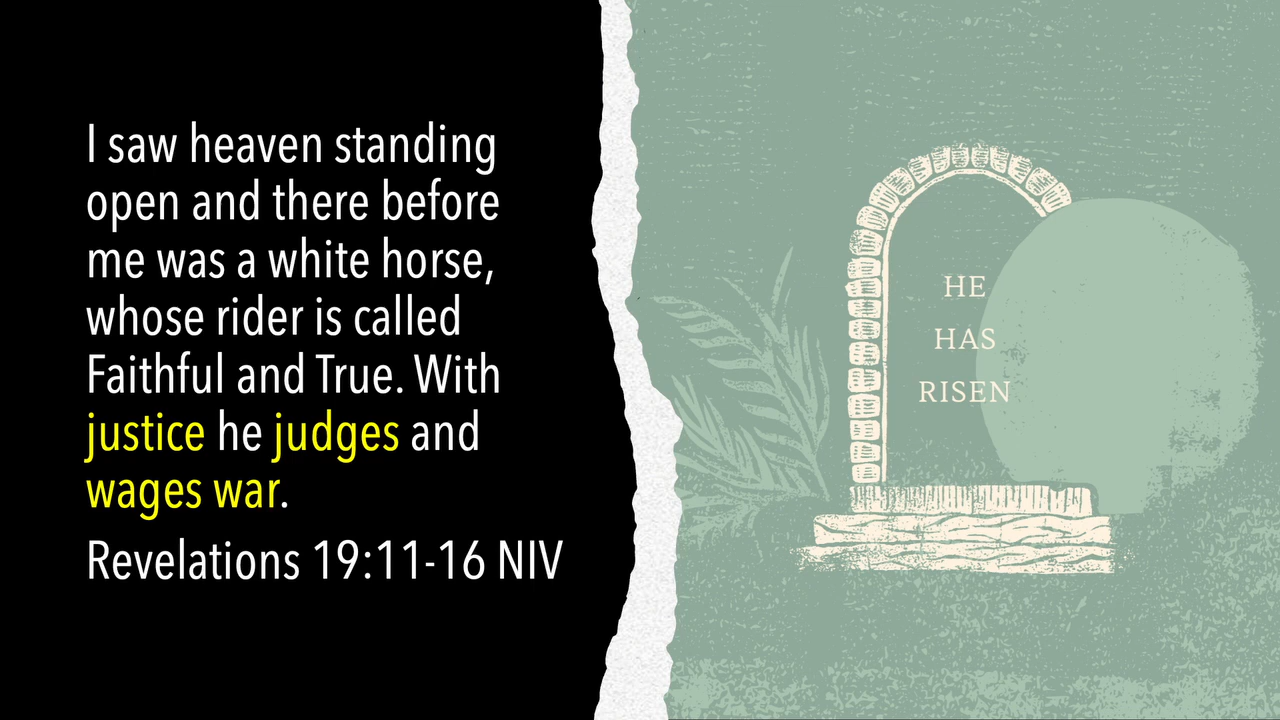 I saw heaven standing
open and there before
me was a white horse,
whose rider is called
Faithful and True. With
justice he judges and
wages war.
Revelations 19:11-16 NIV
HE
HAS
RISEN